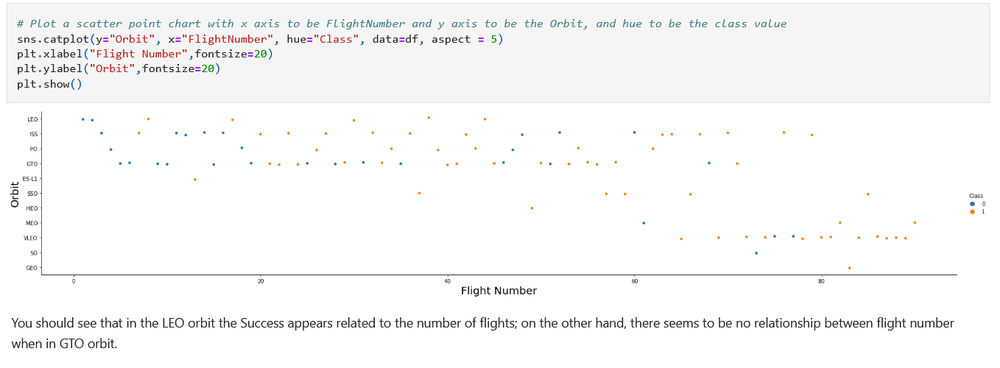 # Plot a scatter point chart with x axis to be FlightNumber and y axis to be the Orbit, and hue to be the class value
sns.catplot(y="Orbit", x="FlightNumber", hue="Class", data=df, aspect = 5)
plt.xlabel("Flight Number",fontsize=20)
plt.ylabel("Orbit",fontsize=20)
plt.show()
LEO
ISS
PO
GTO
ES-L1
SSO
HEO
MEO
VLEO
SO
GEO
Orbit
0 20 40 60 80
Flight Number
Class
0
1
You should see that in the LEO orbit the Success appears related to the number of flights; on the other hand, there seems to be no relationship between flight number
when in GTO orbit.